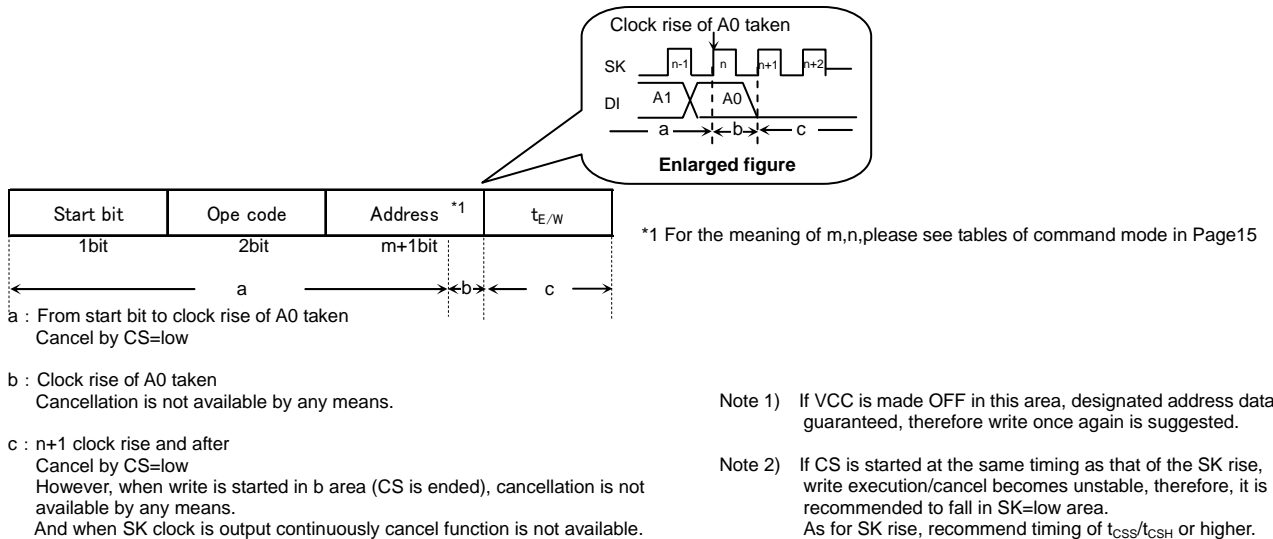 Clock rise of A0 taken
SK
n-1
n
n+1
n+2
DI
A1
A0
a
b
c
Enlarged figure
Start bit
Ope code
Address *1
tE/W
1bit
2bit
m+1bit
*1 For the meaning of m,n,please see tables of command mode in Page15
a
b
c
a : From start bit to clock rise of A0 taken
Cancel by CS=low
b : Clock rise of A0 taken
Cancellation is not available by any means.
c : n+1 clock rise and after
Cancel by CS=low
However, when write is started in b area (CS is ended), cancellation is not
available by any means.
And when SK clock is output continuously cancel function is not available.
Note 1) If VCC is made OFF in this area, designated address data
guaranteed, therefore write once again is suggested.
Note 2) If CS is started at the same timing as that of the SK rise,
write execution/cancel becomes unstable, therefore, it is
recommended to fall in SK=low area.
As for SK rise, recommend timing of tCSS/tCSH or higher.